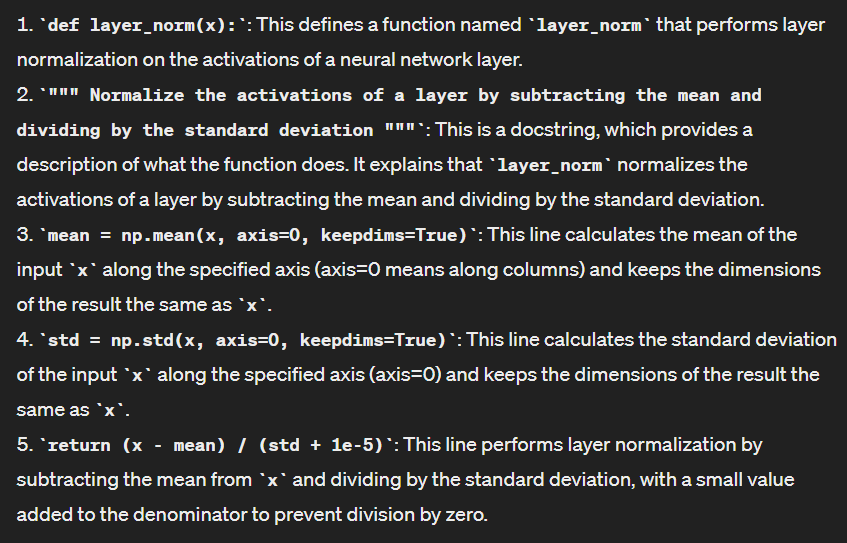 1. `def layer_norm(x):`: This defines a function named `layer_norm` that performs layer
normalization on the activations of a neural network layer.
2. `""" Normalize the activations of a layer by subtracting the mean and
dividing by the standard deviation """`: This is a docstring, which provides a
description of what the function does. It explains that `layer_norm` normalizes the
activations of a layer by subtracting the mean and dividing by the standard deviation.
3. `mean = np.mean(x, axis=0, keepdims=True)`: This line calculates the mean of the
input `x` along the specified axis (axis=0 means along columns) and keeps the dimensions
of the result the same as `x`.
4. `std = np.std(x, axis=0, keepdims=True)`: This line calculates the standard deviation
of the input `x` along the specified axis (axis=0) and keeps the dimensions of the result the
same as `x`.
5. `return (x - mean) / (std + 1e-5)`: This line performs layer normalization by
subtracting the mean from `x` and dividing by the standard deviation, with a small value
added to the denominator to prevent division by zero.